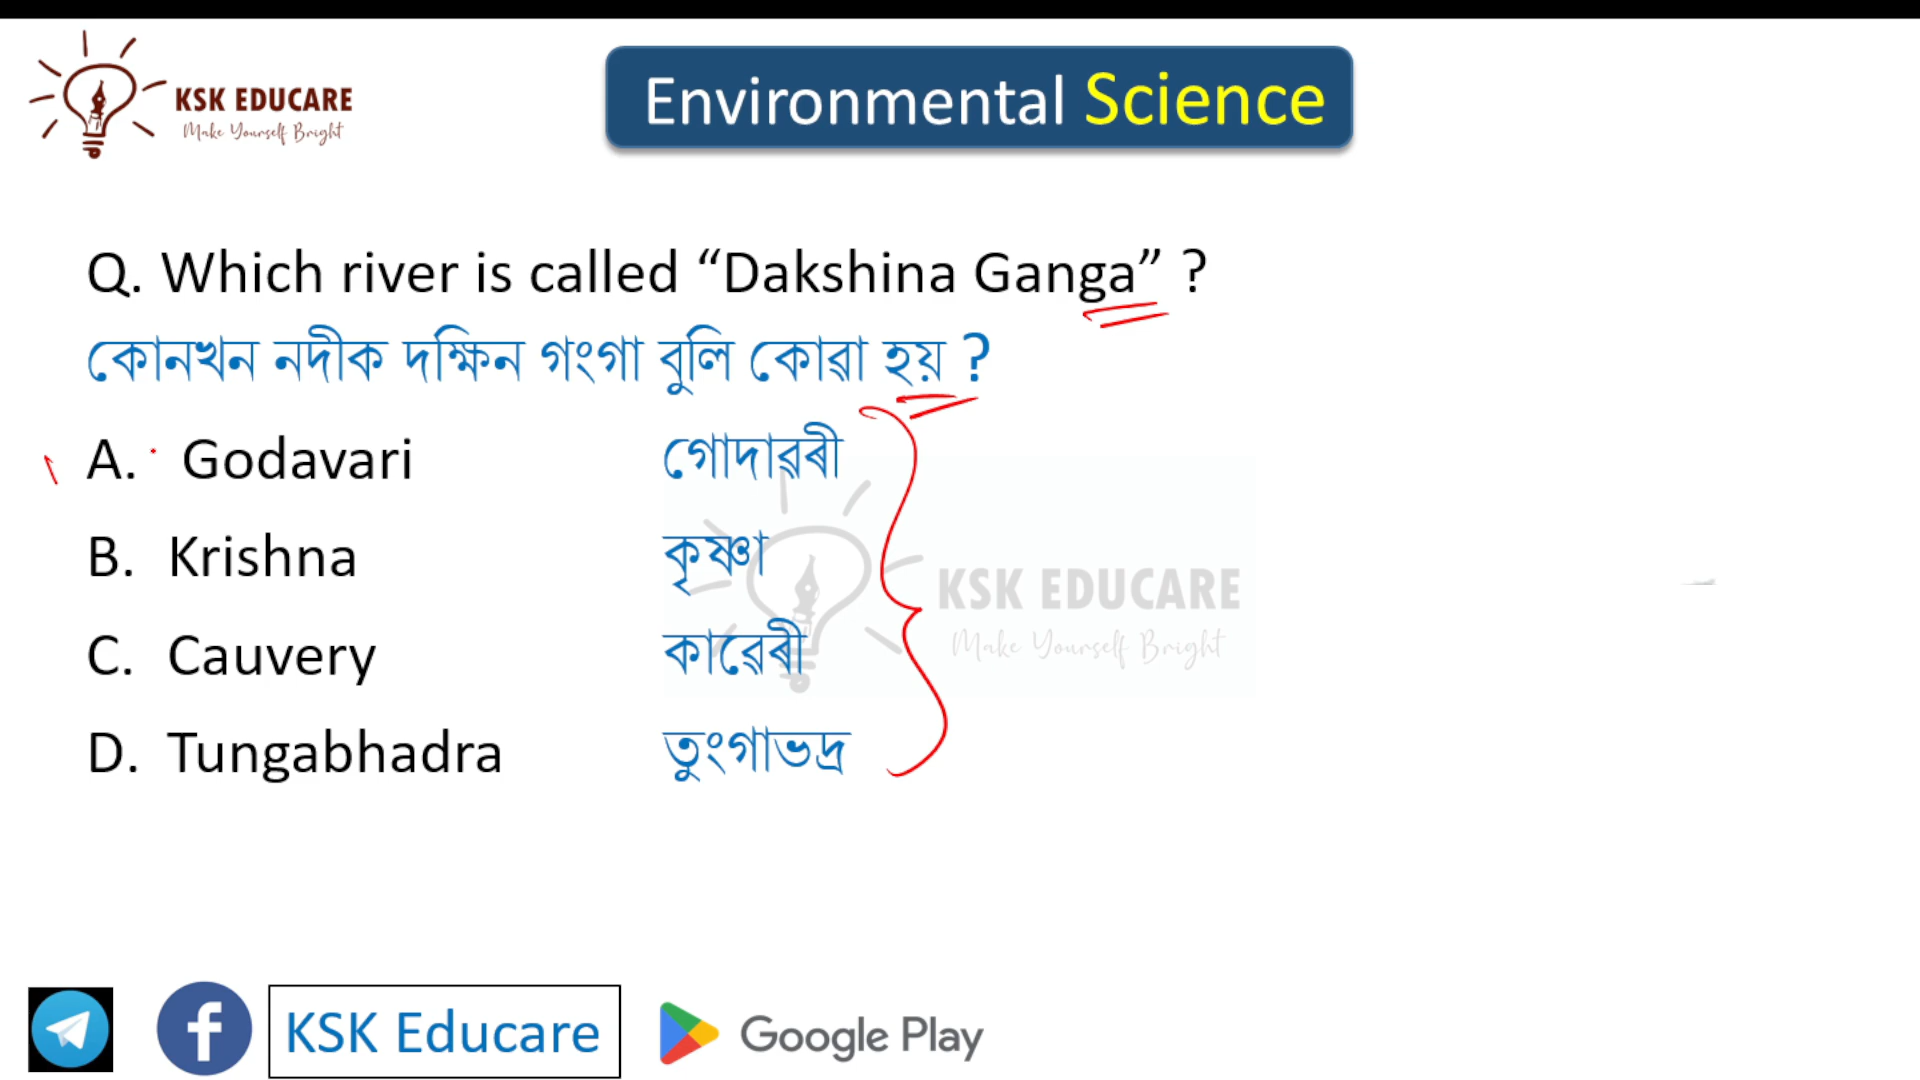 KSK EDUCARE
Make Yourself Bright
Environmental Science
Q. Which river is called “Dakshina Ganga” ?
কোনখন নদীক দক্ষিন গংগা বুলি কোৱা হয় ?
A. Godavari গোদাৱৰী
B. Krishna কৃষ্ণা
C. Cauvery কাৱেৰী
D. Tungabhadra তুংগাভদ্ৰ
KSK EDUCARE
Make Yourself Bright
KSK Educare
Google Play